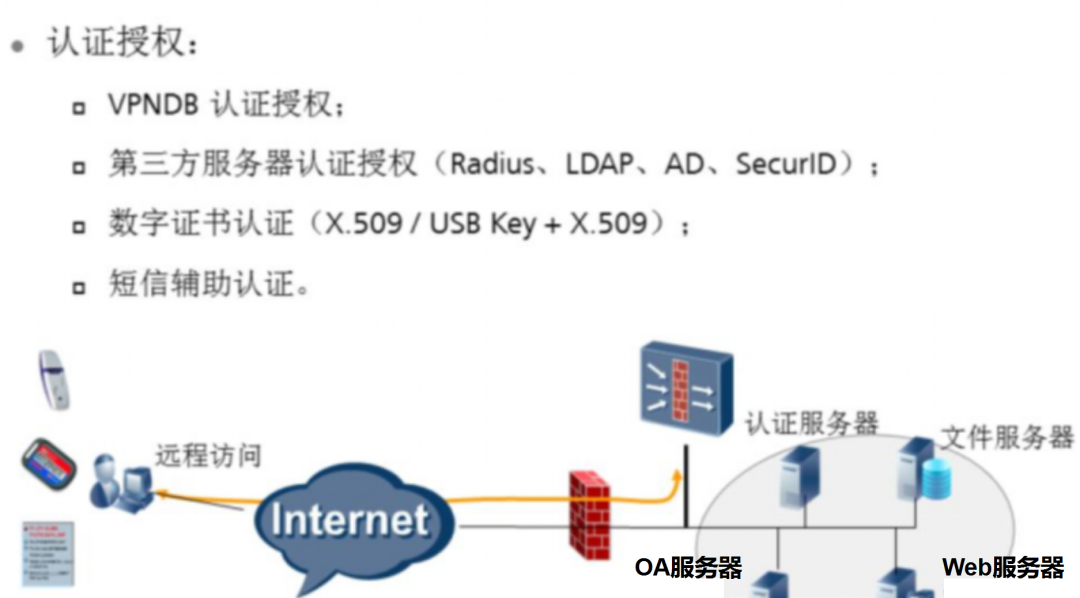 • 认证授权：
▫ VPNDB 认证授权；
▫ 第三方服务器认证授权（Radius、LDAP、AD、SecurID）；
▫ 数字证书认证（X.509 / USB Key + X.509）；
▫ 短信辅助认证。
认证服务器
文件服务器
远程访问
Internet
OA服务器
Web服务器